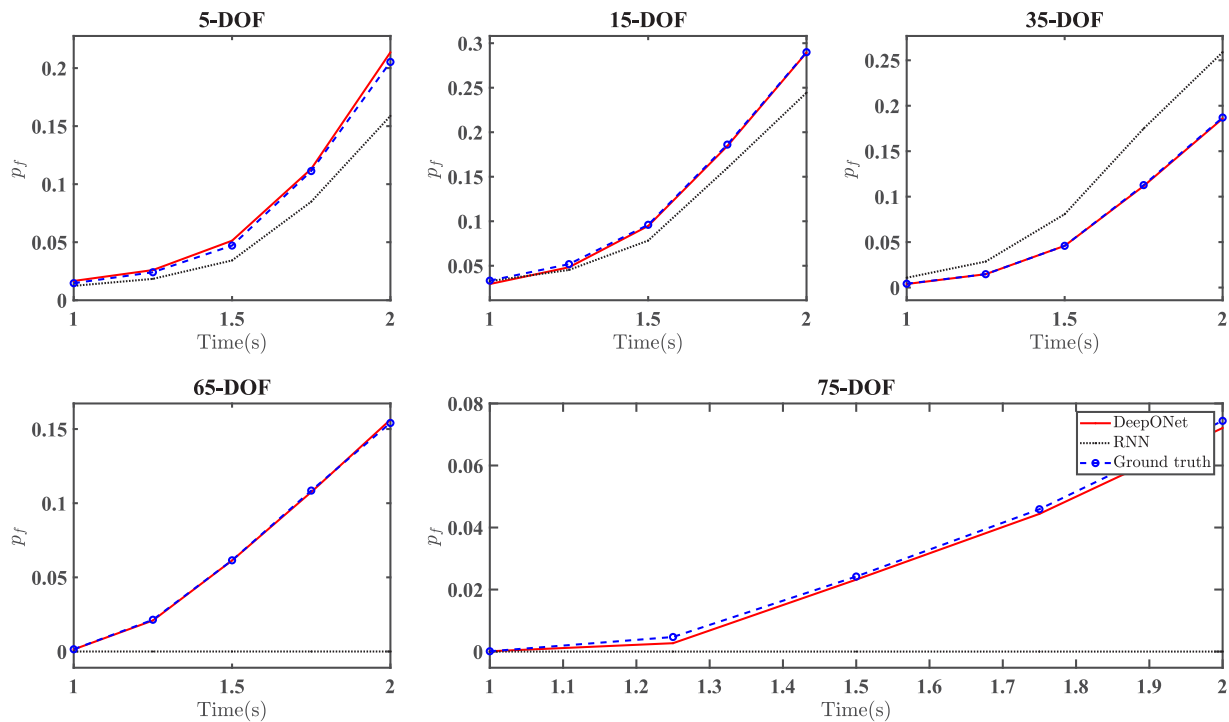 5-DOF
0.2
0.15
0.1
0.05
0
p_f
1
1.5
2
Time(s)
15-DOF
0.3
0.25
0.2
0.15
0.1
0.05
p_f
1
1.5
2
Time(s)
35-DOF
0.25
0.2
0.15
0.1
0.05
0
p_f
1
1.5
2
Time(s)
65-DOF
0.15
0.1
0.05
0
p_f
1
1.5
2
Time(s)
75-DOF
0.08
0.06
0.04
0.02
0
p_f
DeepONet
RNN
Ground truth
1
1.1
1.2
1.3
1.4
1.5
1.6
1.7
1.8
1.9
2
Time(s)